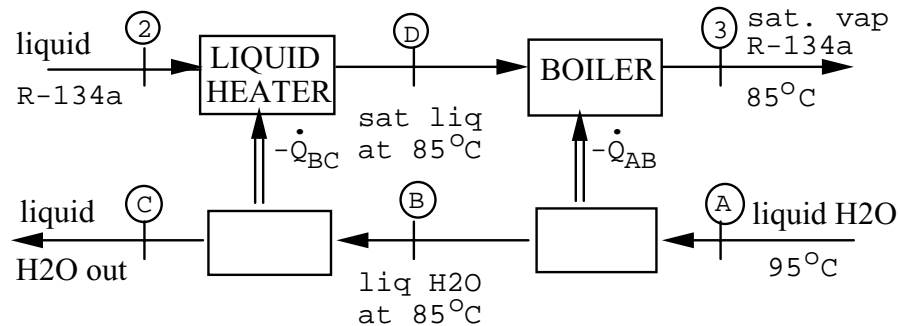 liquid
2
R-134a
LIQUID
HEATER
D
sat liq
at 85°C
BOILER
3
sat. vap
R-134a
85°C
-Q̇BC
-Q̇AB
liquid
C
H2O out
B
liq H2O
at 85°C
A
liquid H2O
95°C